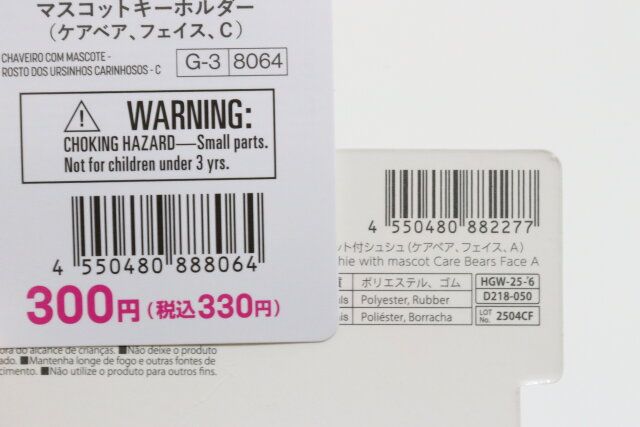 マスコットキーホルダー
（ケアベア、フェイス、C）
CHAVEIRO COM MASCOTE -
ROSTO DOS URSINHOS CARINHOSOS - C
G-3 8064
WARNING:
CHOKING HAZARD—Small parts.
Not for children under 3 yrs.
4 550480 888064
300円(税込330円)
do alcance de crianças. ■Não deixe o produto
■Mantenha longe de fogo e outras fontes de
■Não utilize o produto para outros fins.
4 550480 882277
ット付シュシュ（ケアベア、フェイス、A）
with mascot Care Bears Face A
ポリエステル、ゴム HGW-25-6
Polyester, Rubber D218-050
Poliéster, Borracha LOT No. 2504CF